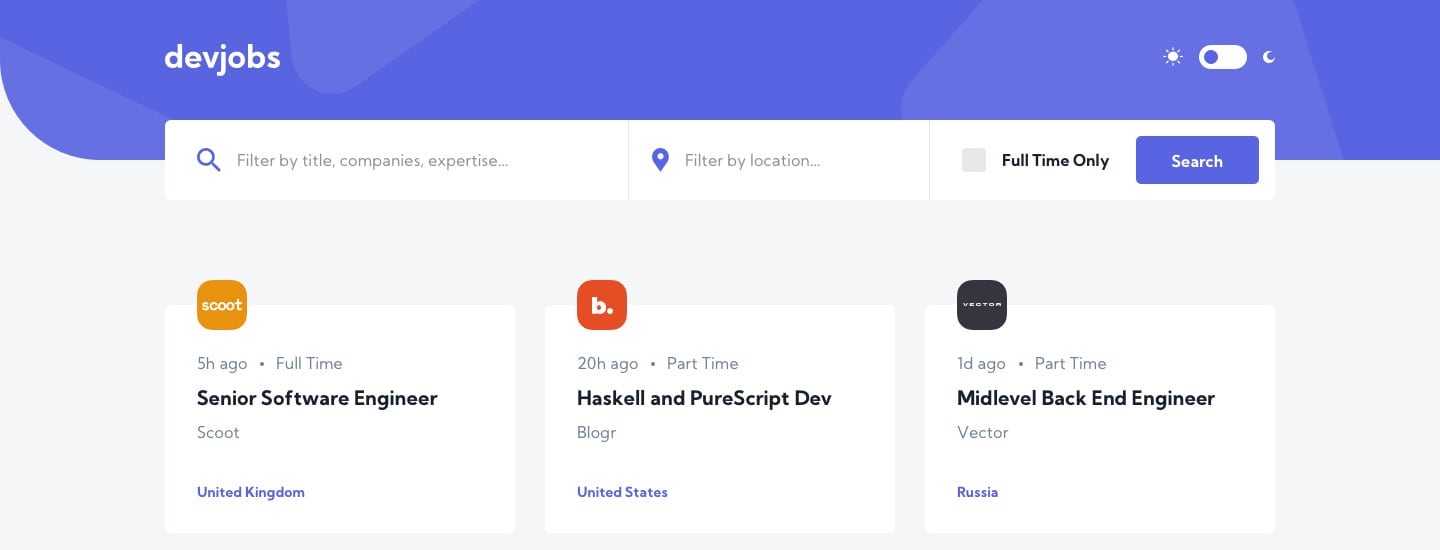 devjobs
Filter by title, companies, expertise...
Filter by location...
Full Time Only
Search
scoot
b.
VECTOR
5h ago • Full Time
Senior Software Engineer
Scoot
United Kingdom
20h ago • Part Time
Haskell and PureScript Dev
Blogr
United States
1d ago • Part Time
Midlevel Back End Engineer
Vector
Russia